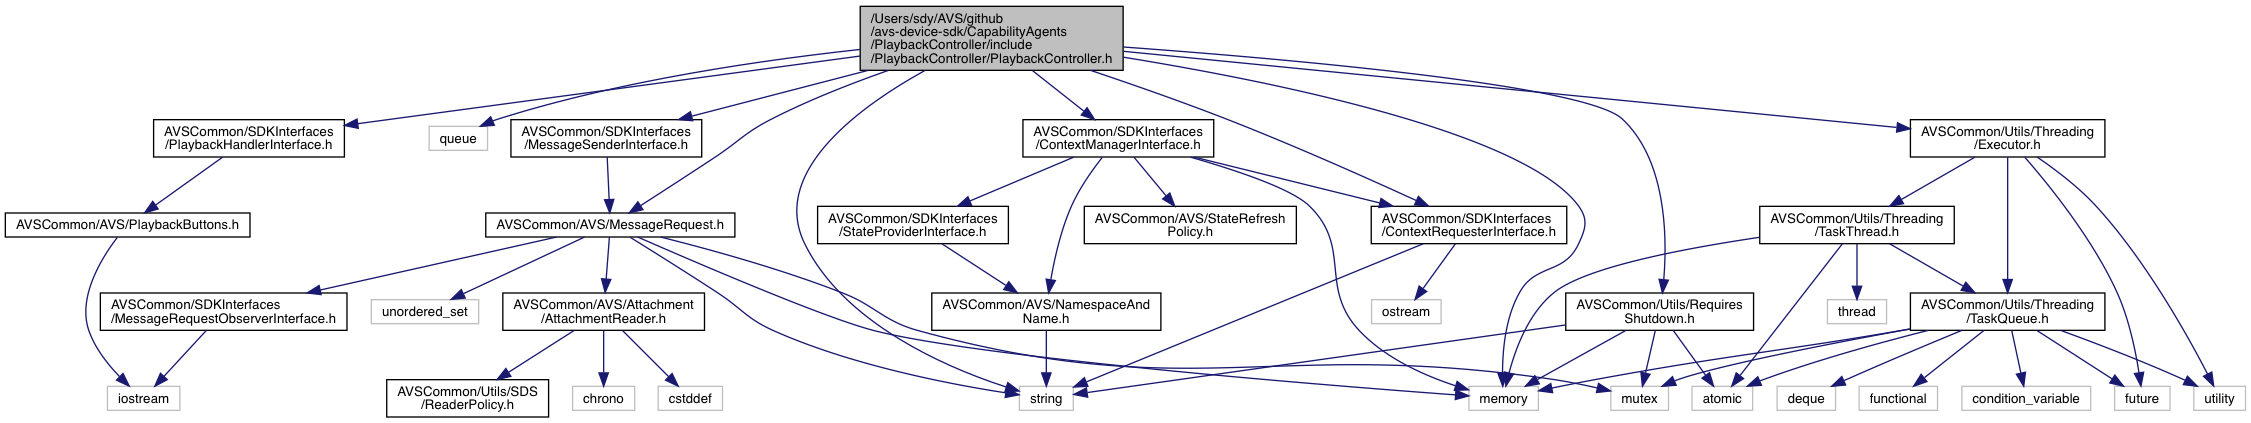 /Users/sdy/AVS/github
/avs-device-sdk/CapabilityAgents
/PlaybackController/include
/PlaybackController/PlaybackController.h
AVSCommon/SDKInterfaces
/PlaybackHandlerInterface.h
queue
AVSCommon/SDKInterfaces
/MessageSenderInterface.h
AVSCommon/SDKInterfaces
/ContextManagerInterface.h
AVSCommon/Utils/Threading
/Executor.h
AVSCommon/AVS/PlaybackButtons.h
AVSCommon/AVS/MessageRequest.h
AVSCommon/SDKInterfaces
/StateProviderInterface.h
AVSCommon/AVS/StateRefresh
Policy.h
AVSCommon/SDKInterfaces
/ContextRequesterInterface.h
AVSCommon/Utils/Threading
/TaskThread.h
AVSCommon/SDKInterfaces
/MessageRequestObserverInterface.h
unordered_set
AVSCommon/AVS/Attachment
/AttachmentReader.h
AVSCommon/AVS/NamespaceAnd
Name.h
ostream
AVSCommon/Utils/Requires
Shutdown.h
thread
AVSCommon/Utils/Threading
/TaskQueue.h
iostream
AVSCommon/Utils/SDS
/ReaderPolicy.h
chrono
cstddef
string
memory
mutex
atomic
deque
functional
condition_variable
future
utility